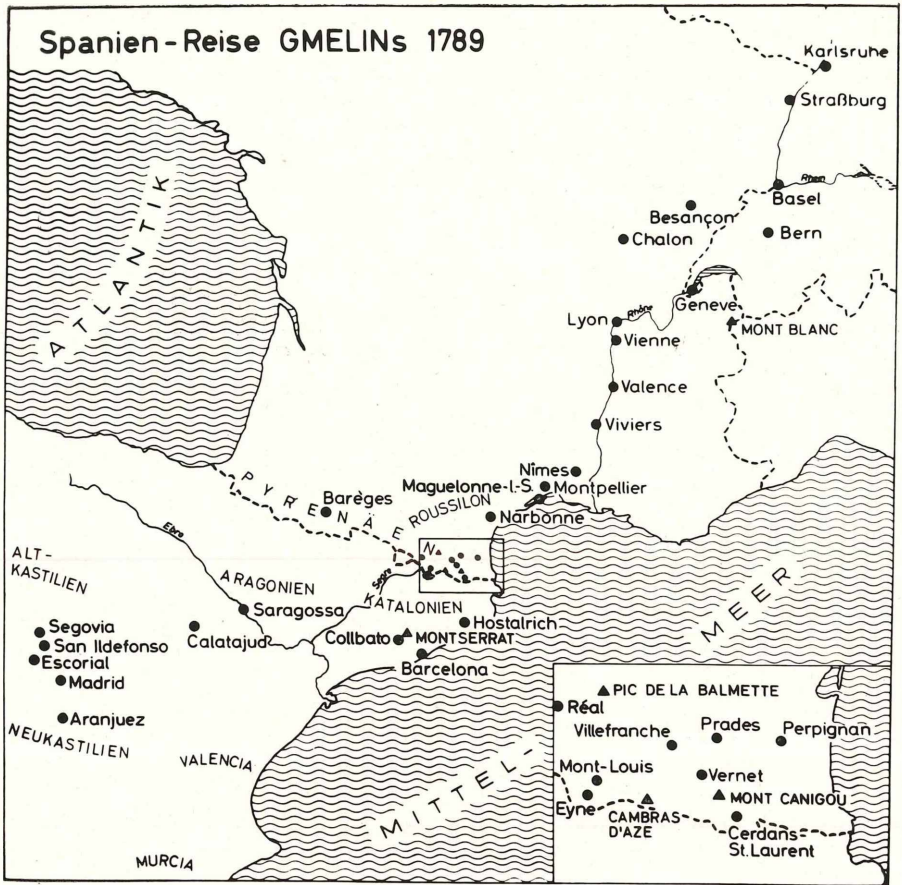 Spanien-Reise GMELINs 1789
Karlsruhe
Straßburg
Rhein
Basel
Besançon
Chalon
Bern
ATLANTIK
Geneve
Rhône
Lyon
MONT BLANC
Vienne
Valence
Viviers
Nîmes
Maguelonne-l.-S.
Montpellier
PYRENÄEN
Barèges
ROUSSILON
Narbonne
Ebro
Segre
ALT-
KASTILIEN
ARAGONIEN
KATALONIEN
Saragossa
Hostalrich
Segovia
San Ildefonso
Calatajud
Collbato
MONTSERRAT
Escorial
Barcelona
Madrid
Aranjuez
NEUKASTILIEN
VALENCIA
MURCIA
MITTEL-
MEER
PIC DE LA BALMETTE
Réal
Villefranche
Prades
Perpignan
Mont-Louis
Vernet
Eyne
MONT CANIGOU
CAMBRAS
D'AZE
Cerdans-
St.Laurent